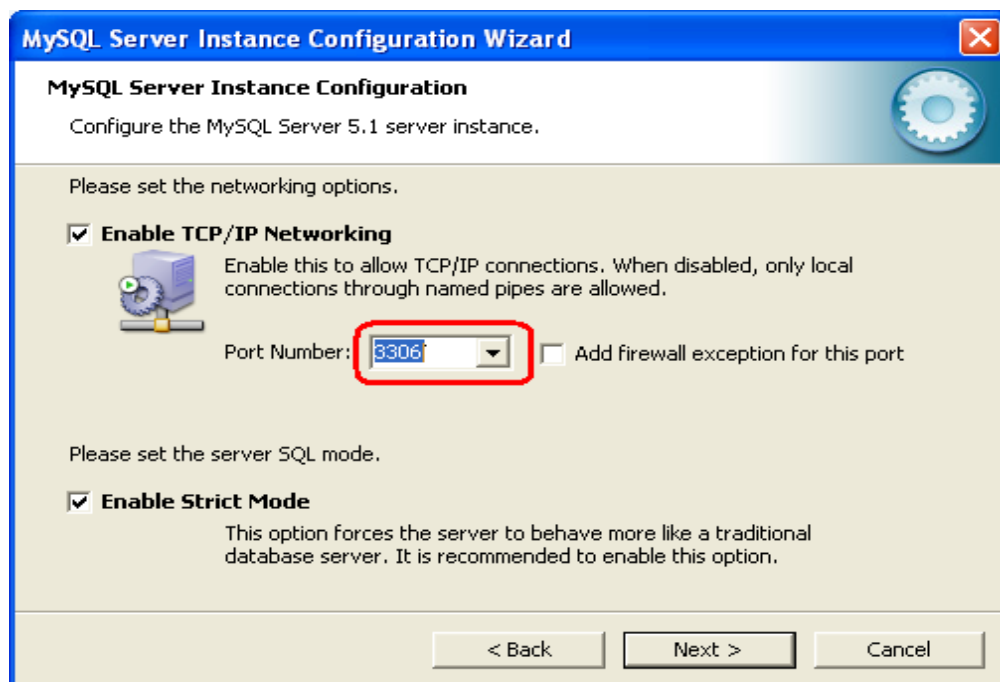 MySQL Server Instance Configuration Wizard
MySQL Server Instance Configuration
Configure the MySQL Server 5.1 server instance.
Please set the networking options.
Enable TCP/IP Networking
Enable this to allow TCP/IP connections. When disabled, only local
connections through named pipes are allowed.
Port Number: 3306 Add firewall exception for this port
Please set the server SQL mode.
Enable Strict Mode
This option forces the server to behave more like a traditional
database server. It is recommended to enable this option.
< Back Next > Cancel